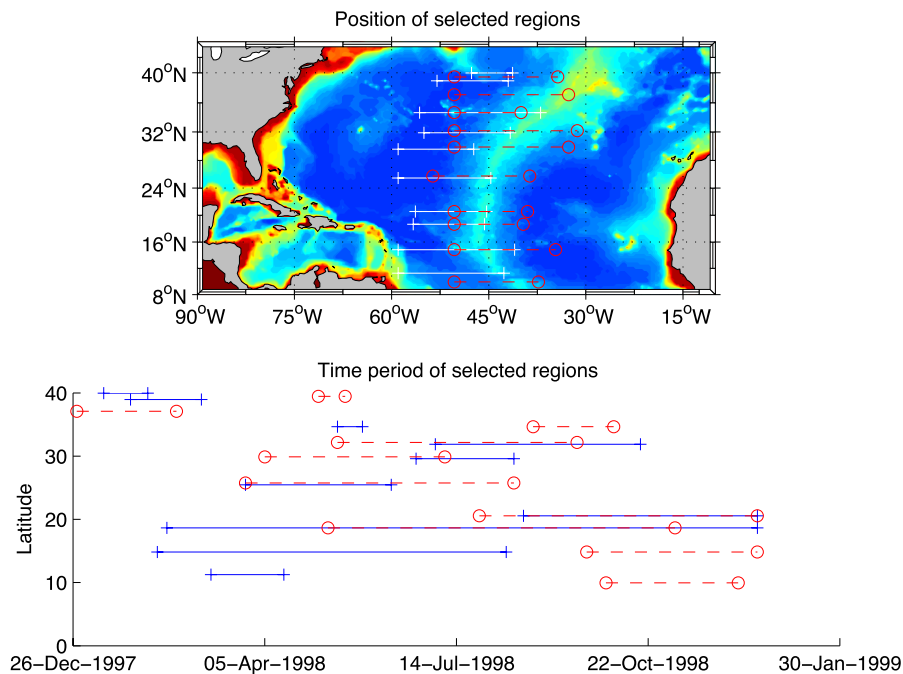 Position of selected regions
40°N
32°N
24°N
16°N
8°N
90°W 75°W 60°W 45°W 30°W 15°W
Time period of selected regions
40
30
20
10
0
Latitude
26–Dec–1997 05–Apr–1998 14–Jul–1998 22–Oct–1998 30–Jan–1999